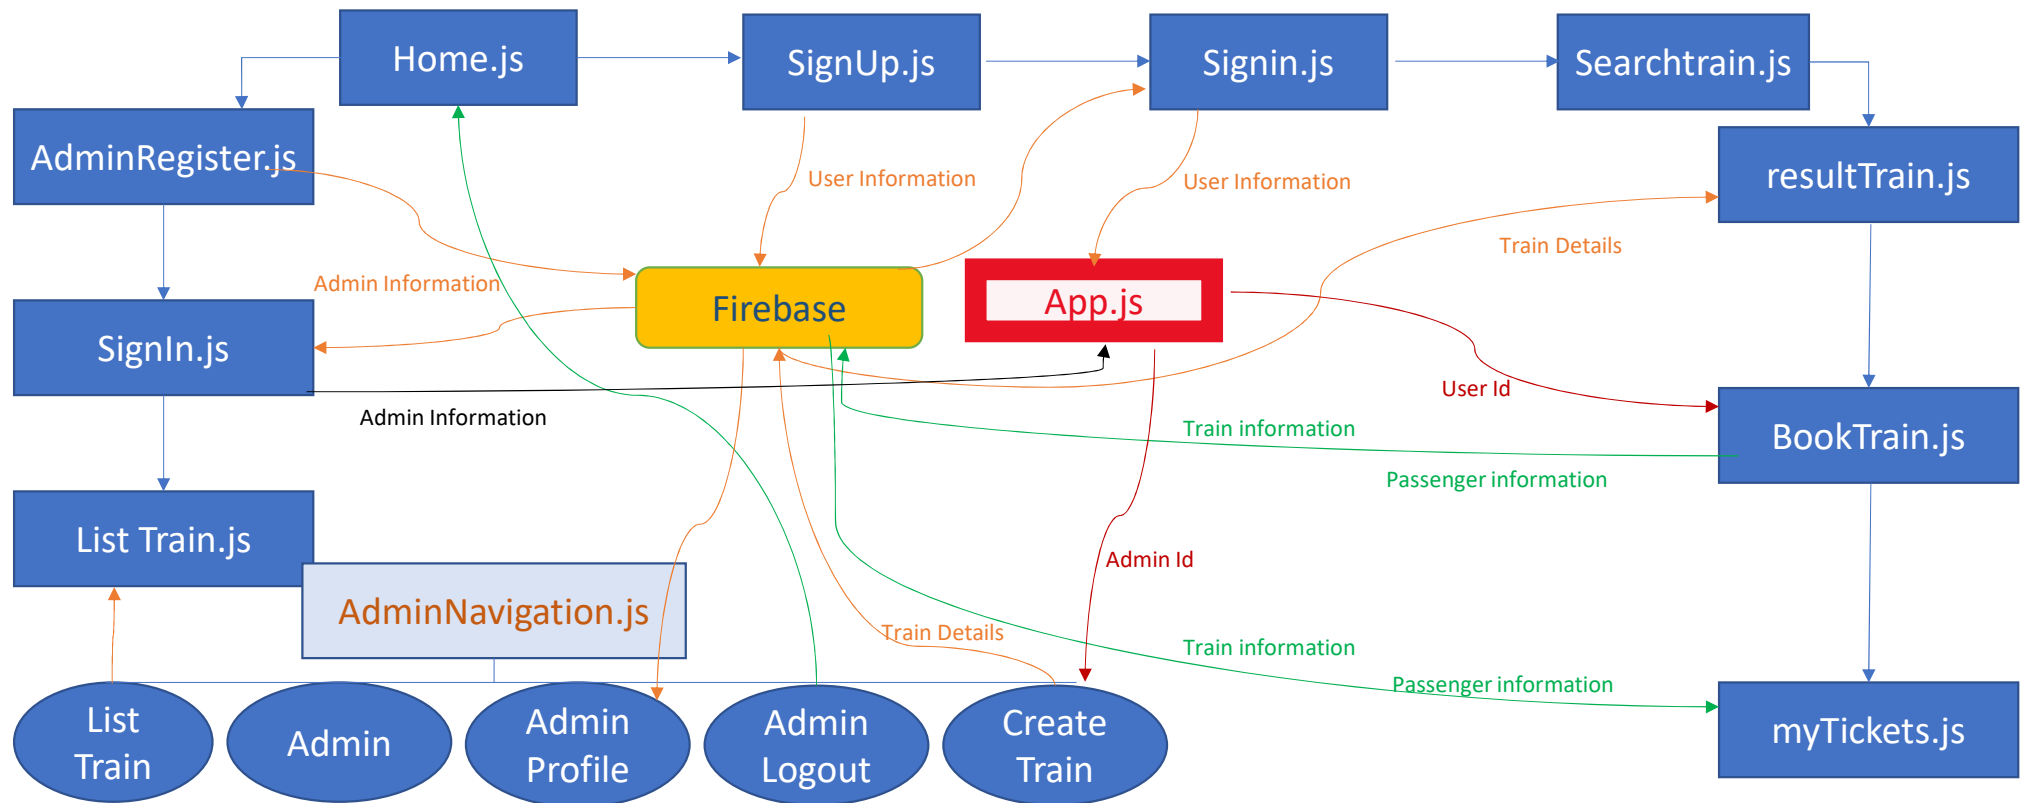 Home.js
SignUp.js
Signin.js
Searchtrain.js
AdminRegister.js
User Information
User Information
resultTrain.js
Train Details
Admin Information
Firebase
App.js
SignIn.js
User Id
Admin Information
Train information
BookTrain.js
Passenger information
List Train.js
Admin Id
AdminNavigation.js
Train Details
Train information
Passenger information
List
Train
Admin
Admin
Profile
Admin
Logout
Create
Train
myTickets.js